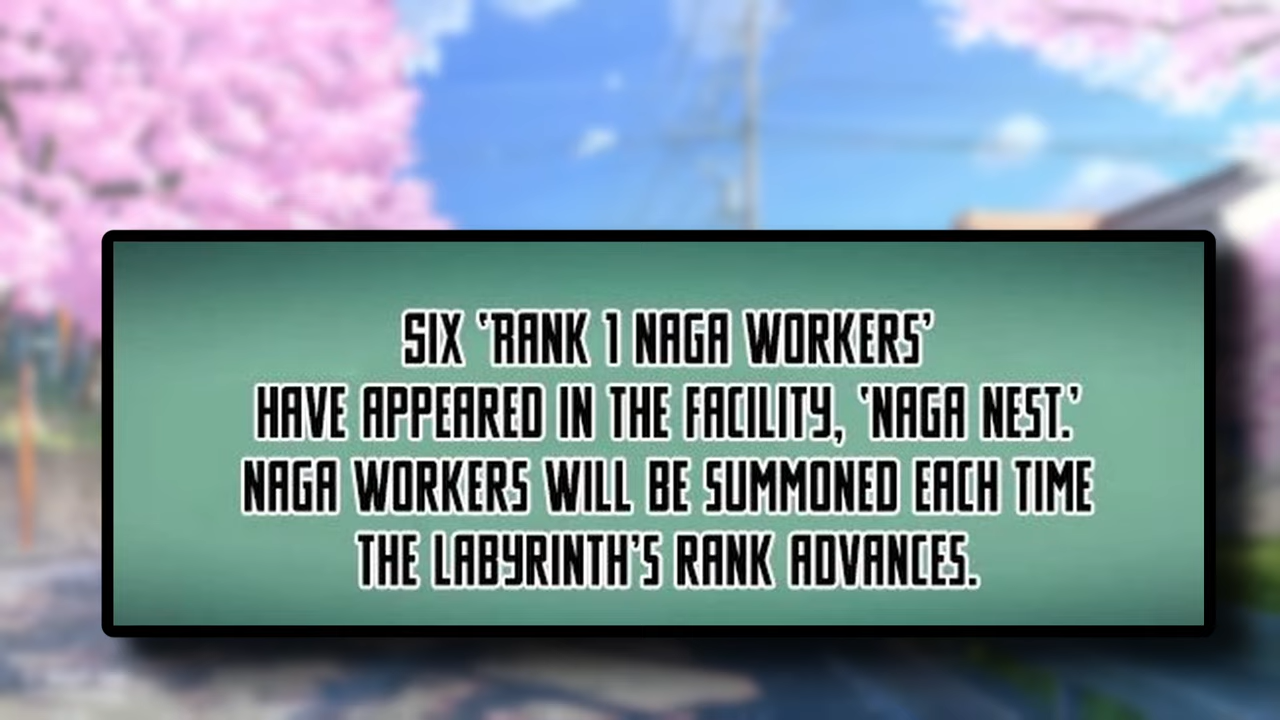 SIX ‘RANK 1 NAGA WORKERS’
HAVE APPEARED IN THE FACILITY, ‘NAGA NEST.’
NAGA WORKERS WILL BE SUMMONED EACH TIME
THE LABYRINTH’S RANK ADVANCES.